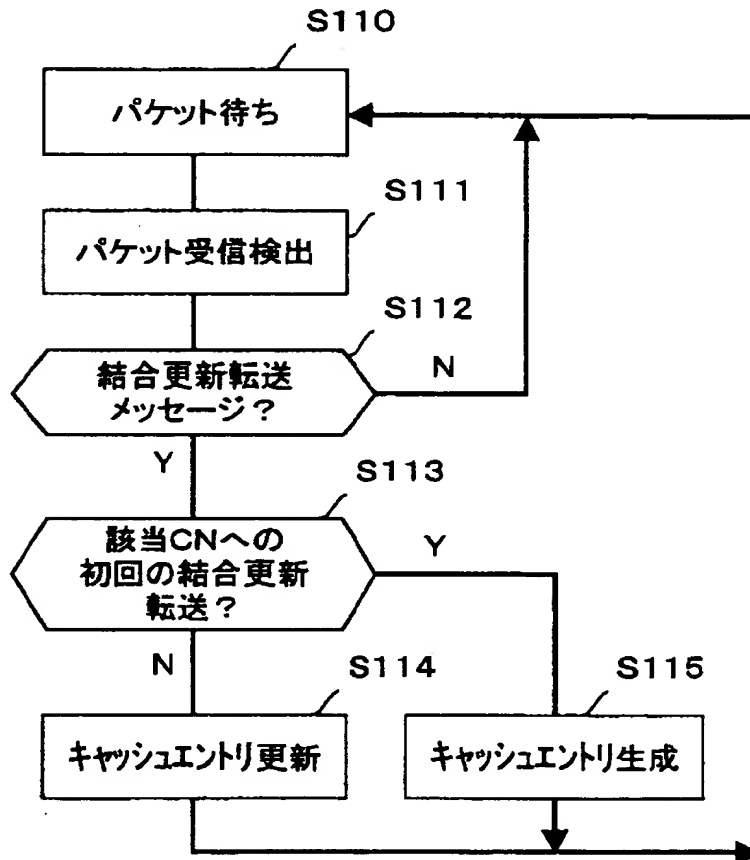 S110
パケット待ち
S111
パケット受信検出
S112
結合更新転送
メッセージ？
N
Y
S113
該当CNへの
初回の結合更新
転送？
Y
N
S114
S115
キャッシュエントリ更新
キャッシュエントリ生成